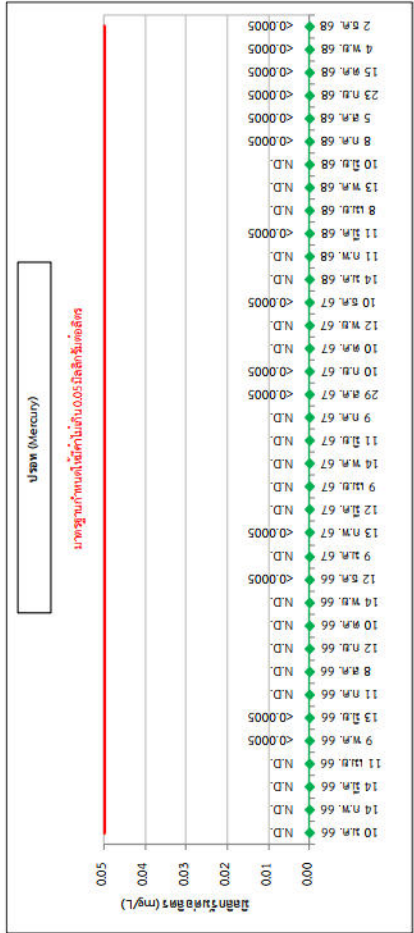 ปรอท (Mercury)
มาตรฐานกำหนดให้มีค่าไม่เกิน 0.05 มิลลิกรัมต่อลิตร
มิลลิกรัมต่อลิตร (mg/L)
0.05
0.04
0.03
0.02
0.01
0.00
N.D.
N.D.
N.D.
N.D.
<0.0005
<0.0005
N.D.
N.D.
N.D.
N.D.
N.D.
<0.0005
N.D.
<0.0005
N.D.
N.D.
N.D.
N.D.
N.D.
<0.0005
<0.0005
N.D.
N.D.
<0.0005
N.D.
N.D.
<0.0005
N.D.
N.D.
N.D.
<0.0005
<0.0005
<0.0005
<0.0005
<0.0005
<0.0005
10 ม.ค. 66
14 ก.พ. 66
14 มี.ค. 66
11 เม.ย. 66
9 พ.ค. 66
13 มิ.ย. 66
11 ก.ค. 66
8 ส.ค. 66
12 ก.ย. 66
10 ต.ค. 66
14 พ.ย. 66
12 ธ.ค. 66
9 ม.ค. 67
13 ก.พ. 67
12 มี.ค. 67
9 เม.ย. 67
14 พ.ค. 67
11 มิ.ย. 67
9 ก.ค. 67
29 ส.ค. 67
10 ก.ย. 67
10 ต.ค. 67
12 พ.ย. 67
10 ธ.ค. 67
14 ม.ค. 68
11 ก.พ. 68
11 มี.ค. 68
8 เม.ย. 68
13 พ.ค. 68
10 มิ.ย. 68
8 ก.ค. 68
5 ส.ค. 68
23 ก.ย. 68
15 ต.ค. 68
4 พ.ย. 68
2 ธ.ค. 68